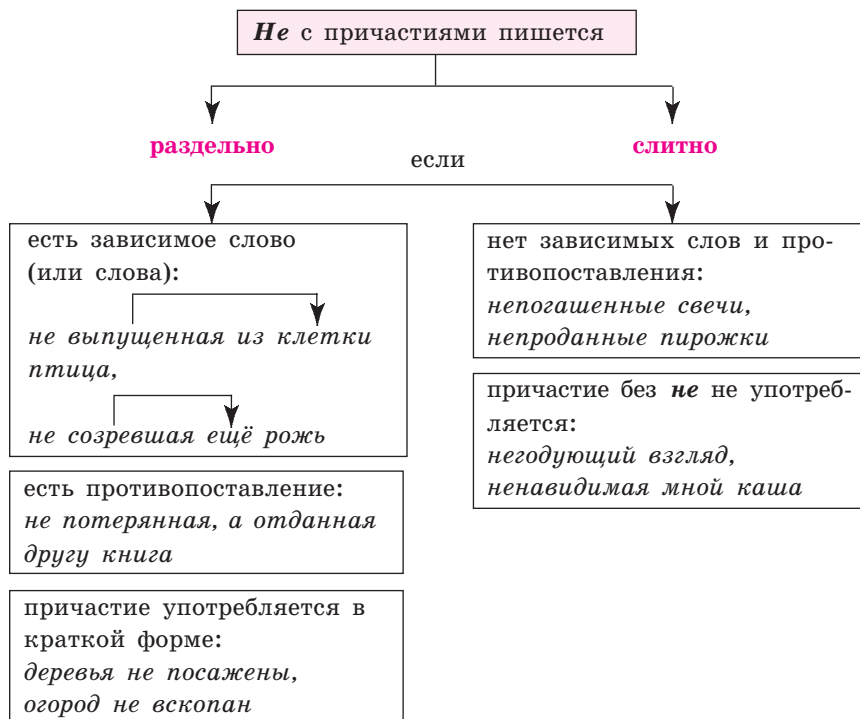 Не с причастиями пишется
раздельно
слитно
если
есть зависимое слово
(или слова):
не выпущенная из клетки
птица,
не созревшая ещё рожь
есть противопоставление:
не потерянная, а отданная
другу книга
причастие употребляется в
краткой форме:
деревья не посажены,
огород не вскопан
нет зависимых слов и про-
тивопоставления:
непогашенные свечи,
непроданные пирожки
причастие без не не употреб-
ляется:
негодующий взгляд,
ненавидимая мной каша